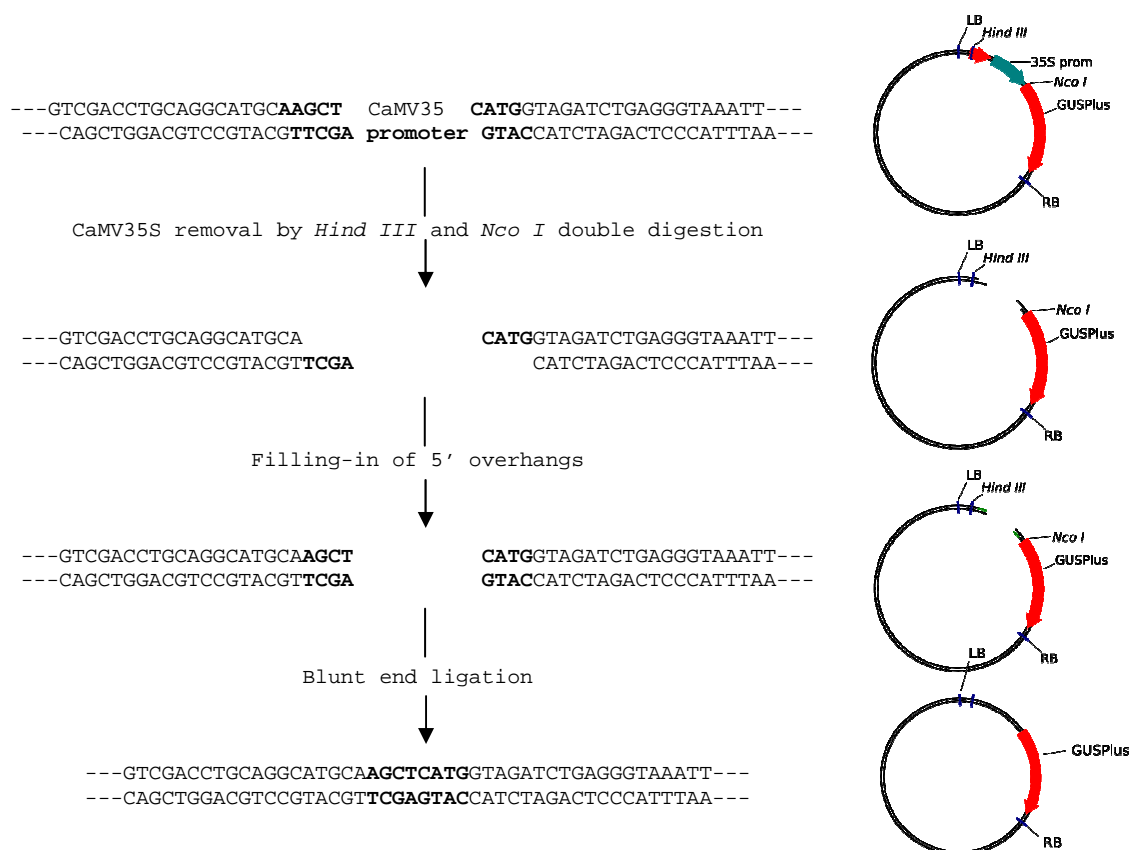 LB
Hind III
35S prom
Nco I
GUSPlus
RB
---GTCGACCTGCAGGCATGCAAGCT CaMV35 CATGGTAGATCTGAGGGTAAATT---
---CAGCTGGACGTCCGTACGTTCGA promoter GTACCATCTAGACTCCCATTTAA---
CaMV35S removal by Hind III and Nco I double digestion
LB
Hind III
Nco I
GUSPlus
RB
---GTCGACCTGCAGGCATGCA CATGGTAGATCTGAGGGTAAATT---
---CAGCTGGACGTCCGTACGTTCGA CATCTAGACTCCCATTTAA---
Filling-in of 5’ overhangs
LB
Hind III
Nco I
GUSPlus
RB
---GTCGACCTGCAGGCATGCAAGCT CATGGTAGATCTGAGGGTAAATT---
---CAGCTGGACGTCCGTACGTTCGA GTACCATCTAGACTCCCATTTAA---
Blunt end ligation
LB
GUSPlus
RB
---GTCGACCTGCAGGCATGCAAGCTCATGGTAGATCTGAGGGTAAATT---
---CAGCTGGACGTCCGTACGTTCGAGTACCATCTAGACTCCCATTTAA---